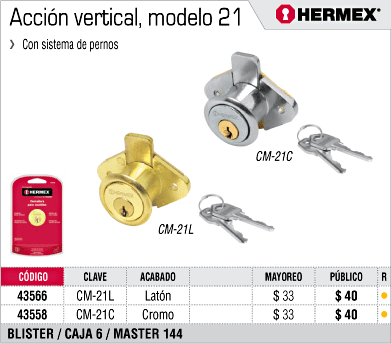 Acción vertical, modelo 21
HERMEX®
› Con sistema de pernos
CM-21C
CM-21L
HERMEX
CÓDIGO CLAVE ACABADO MAYOREO PÚBLICO R
43566 CM-21L Latón $ 33 $ 40
43558 CM-21C Cromo $ 33 $ 40
BLISTER / CAJA 6 / MASTER 144